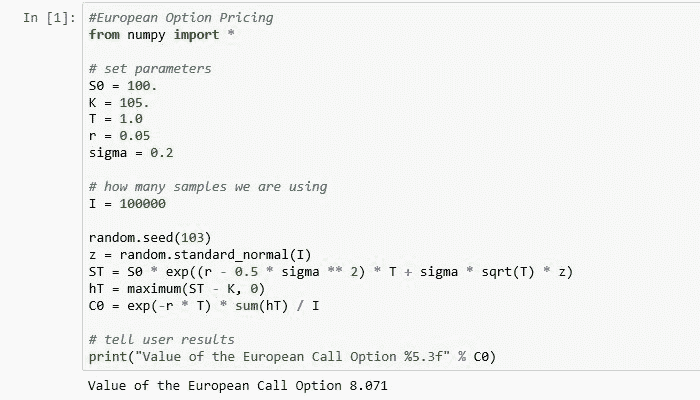 In [1]: #European Option Pricing
from numpy import *
# set parameters
S0 = 100.
K = 105.
T = 1.0
r = 0.05
sigma = 0.2
# how many samples we are using
I = 100000
random.seed(103)
z = random.standard_normal(I)
ST = S0 * exp((r - 0.5 * sigma ** 2) * T + sigma * sqrt(T) * z)
hT = maximum(ST - K, 0)
C0 = exp(-r * T) * sum(hT) / I
# tell user results
print("Value of the European Call Option %5.3f" % C0)
Value of the European Call Option 8.071